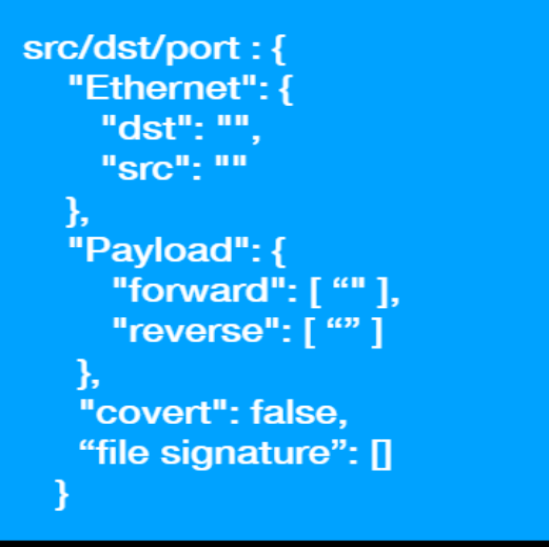 src/dst/port : {
"Ethernet": {
"dst": "",
"src": ""
},
"Payload": {
"forward": [ “" ],
"reverse": [ “” ]
},
"covert": false,
“file signature”: []
}